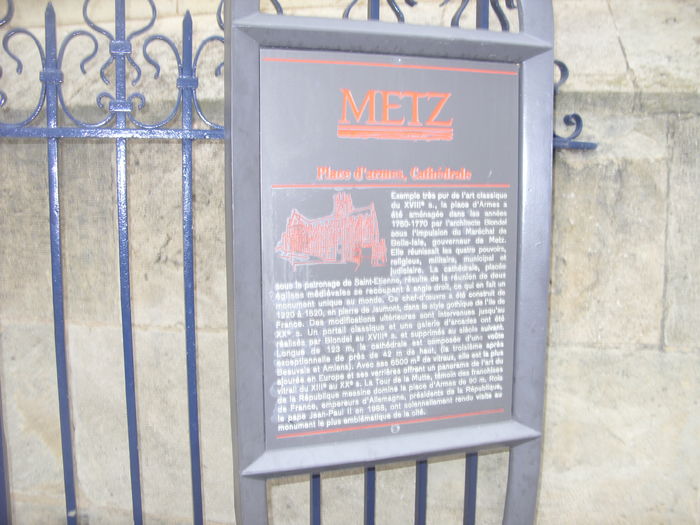 METZ
Place d'armes, Cathédrale
Exemple très pur de l'art classique
du XVIIIe s., la place d'Armes a
été aménagée dans les années
1760-1770 par l'architecte Blondel
sous l'impulsion du Maréchal de
Belle-Isle, gouverneur de Metz.
Elle réunissait les quatre pouvoirs,
religieux, militaire, municipal et
judiciaire. La cathédrale, placée
sous le patronage de Saint-Etienne, résulte de la réunion de deux
églises médiévales se recoupant à angle droit, ce qui en fait un
monument unique au monde. Ce chef-d'œuvre a été construit de
1220 à 1520, en pierre de jaumont, dans le style gothique de l'Ile de
France. Des modifications ultérieures sont intervenues jusqu'au
XXe s. Un portail classique et une galerie d'arcades ont été
réalisés par Blondel au XVIIIe s. et supprimés au siècle suivant.
Longue de 123 m, la cathédrale est composée d'une voûte
exceptionnelle de près de 42 m de haut, (la troisième après
Beauvais et Amiens). Avec ses 6500 m² de vitraux, elle est la plus
ajourée en Europe et ses verrières offrent un panorama de l'art du
vitrail du XIIIe au XXe s. La Tour de la Mutte, témoin des franchises
de la République messine domine la place d'Armes de 90 m. Rois
de France, empereurs d'Allemagne, présidents de la République,
le pape Jean-Paul II en 1988, ont solennellement rendu visite au
monument le plus emblématique de la cité.